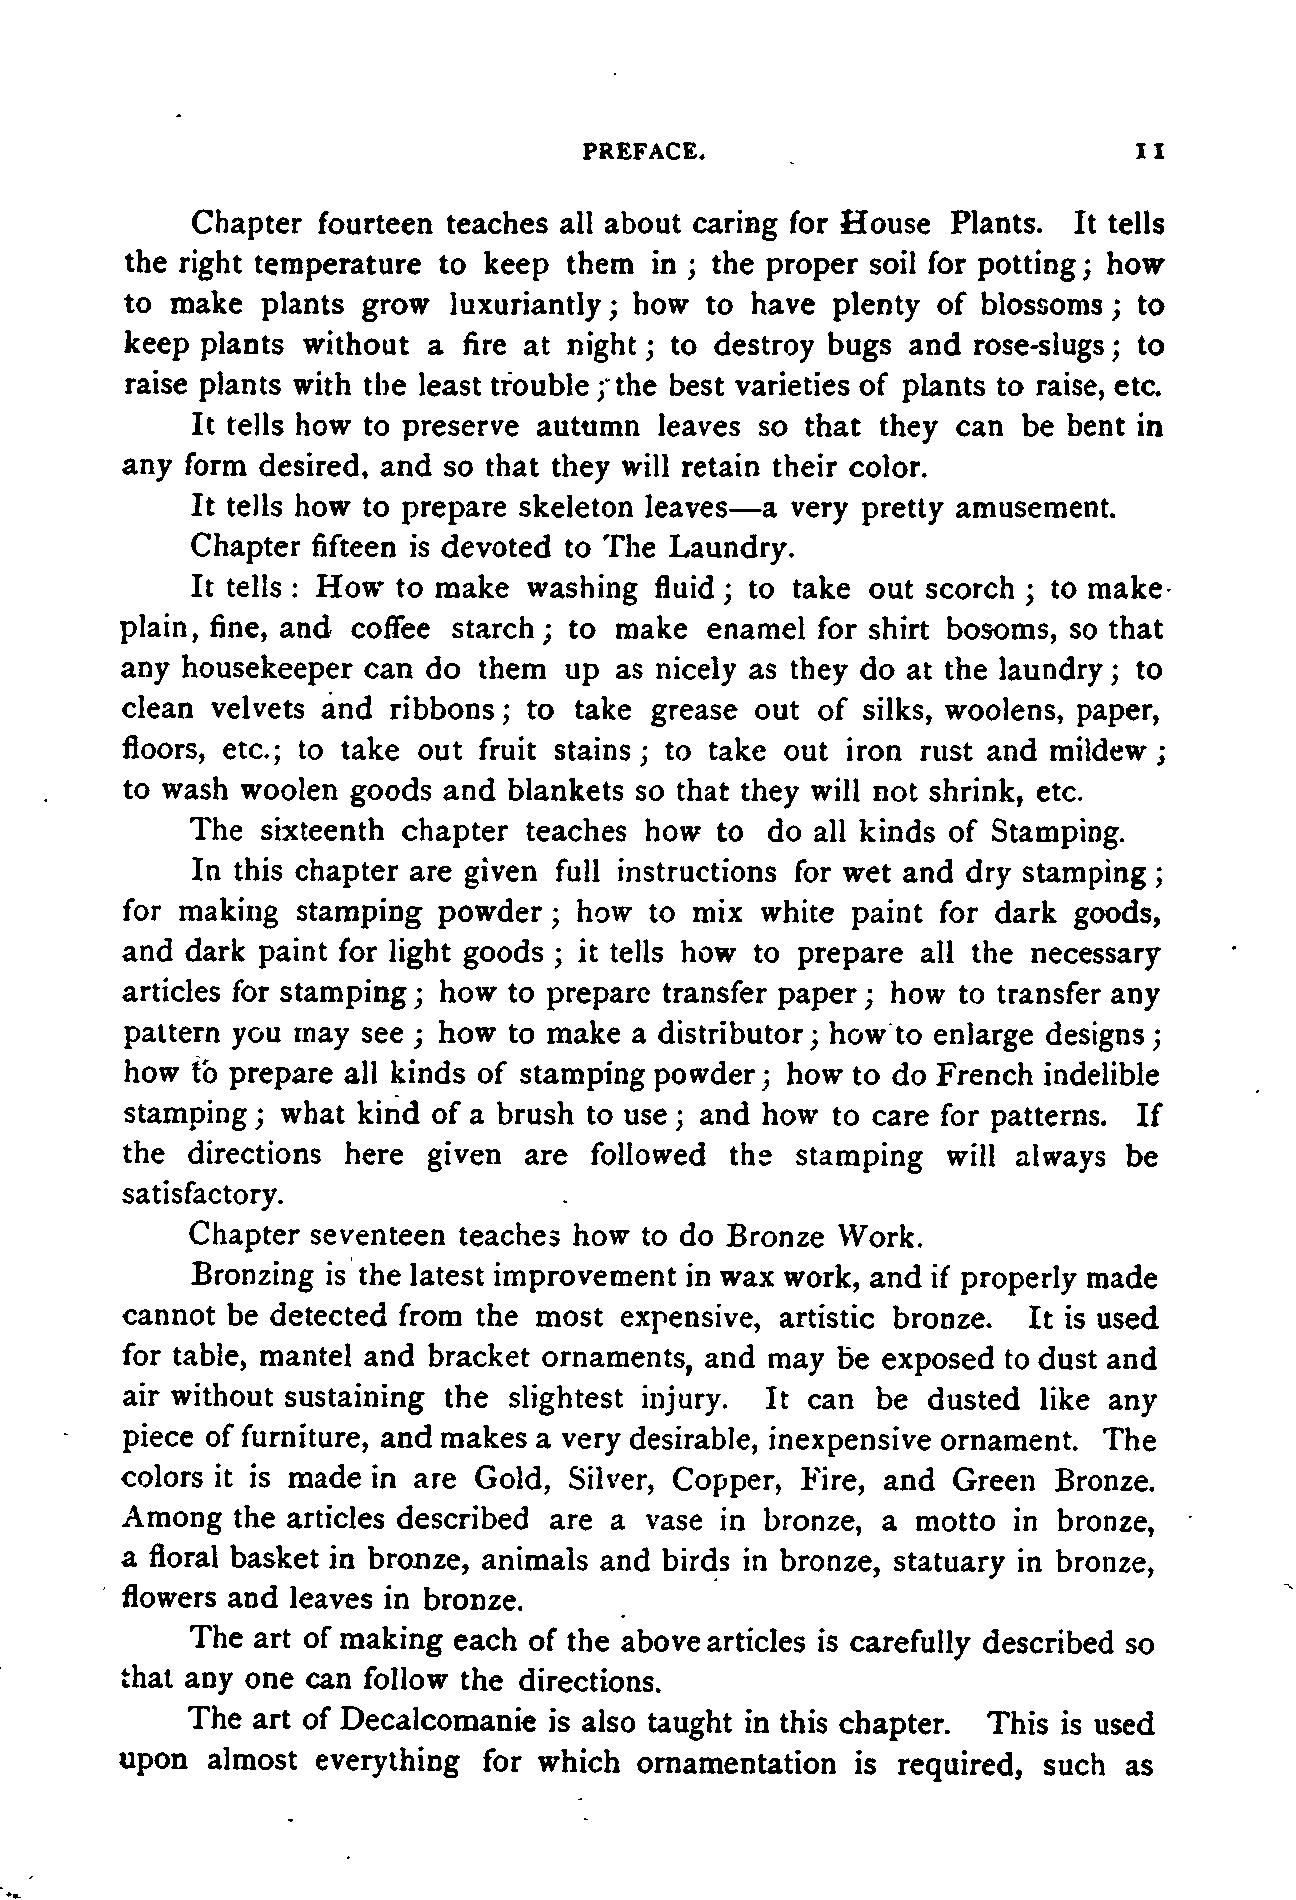 PREFACE. 11
Chapter fourteen teaches all about caring for House Plants. It tells
the right temperature to keep them in ; the proper soil for potting ; how
to make plants grow luxuriantly ; how to have plenty of blossoms ; to
keep plants without a fire at night ; to destroy bugs and rose-slugs ; to
raise plants with the least trouble ; the best varieties of plants to raise, etc.
It tells how to preserve autumn leaves so that they can be bent in
any form desired, and so that they will retain their color.
It tells how to prepare skeleton leaves—a very pretty amusement.
Chapter fifteen is devoted to The Laundry.
It tells : How to make washing fluid ; to take out scorch ; to make
plain, fine, and coffee starch ; to make enamel for shirt bosoms, so that
any housekeeper can do them up as nicely as they do at the laundry ; to
clean velvets and ribbons ; to take grease out of silks, woolens, paper,
floors, etc.; to take out fruit stains ; to take out iron rust and mildew ;
to wash woolen goods and blankets so that they will not shrink, etc.
The sixteenth chapter teaches how to do all kinds of Stamping.
In this chapter are given full instructions for wet and dry stamping ;
for making stamping powder ; how to mix white paint for dark goods,
and dark paint for light goods ; it tells how to prepare all the necessary
articles for stamping ; how to prepare transfer paper ; how to transfer any
pattern you may see ; how to make a distributor ; how to enlarge designs ;
how to prepare all kinds of stamping powder ; how to do French indelible
stamping ; what kind of a brush to use ; and how to care for patterns. If
the directions here given are followed the stamping will always be
satisfactory.
Chapter seventeen teaches how to do Bronze Work.
Bronzing is the latest improvement in wax work, and if properly made
cannot be detected from the most expensive, artistic bronze. It is used
for table, mantel and bracket ornaments, and may be exposed to dust and
air without sustaining the slightest injury. It can be dusted like any
piece of furniture, and makes a very desirable, inexpensive ornament. The
colors it is made in are Gold, Silver, Copper, Fire, and Green Bronze.
Among the articles described are a vase in bronze, a motto in bronze,
a floral basket in bronze, animals and birds in bronze, statuary in bronze,
flowers and leaves in bronze.
The art of making each of the above articles is carefully described so
that any one can follow the directions.
The art of Decalcomanie is also taught in this chapter. This is used
upon almost everything for which ornamentation is required, such as